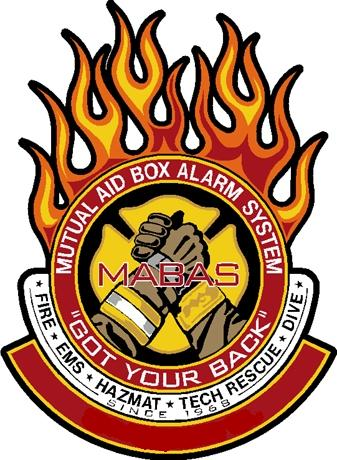 MUTUAL AID BOX ALARM SYSTEM
MABAS
"GOT YOUR BACK"
★ FIRE ★ EMS ★ HAZMAT ★ TECH RESCUE ★ DIVE ★
SINCE 1968